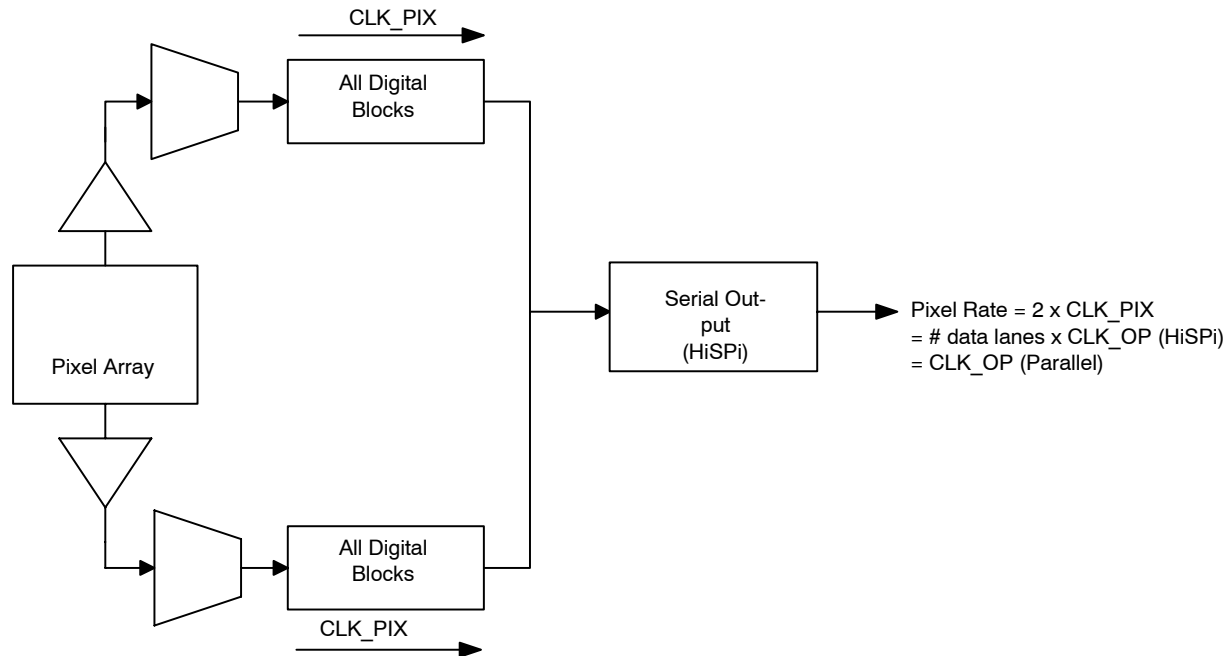 CLK_PIX
All Digital
Blocks
Pixel Array
Serial Out-
put
(HiSPi)
Pixel Rate = 2 x CLK_PIX
= # data lanes x CLK_OP (HiSPi)
= CLK_OP (Parallel)
All Digital
Blocks
CLK_PIX